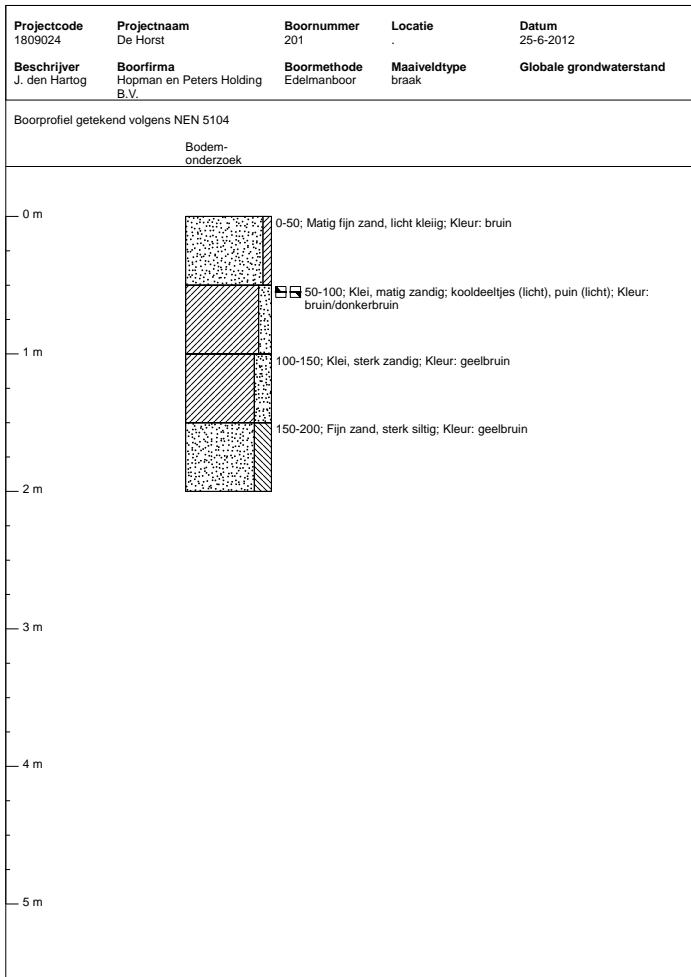 Projectcode Projectnaam Boornummer Locatie Datum
1809024 De Horst 201 . 25-6-2012
Beschrijver Boorfirma Boormethode Maaiveldtype Globale grondwaterstand
J. den Hartog Hopman en Peters Holding Edelmanboor braak
B.V.
Boorprofiel getekend volgens NEN 5104
Bodem-
onderzoek
0 m
0-50; Matig fijn zand, licht kleiig; Kleur: bruin
50-100; Klei, matig zandig; kooldeeltjes (licht), puin (licht); Kleur:
bruin/donkerbruin
1 m
100-150; Klei, sterk zandig; Kleur: geelbruin
150-200; Fijn zand, sterk siltig; Kleur: geelbruin
2 m
3 m
4 m
5 m